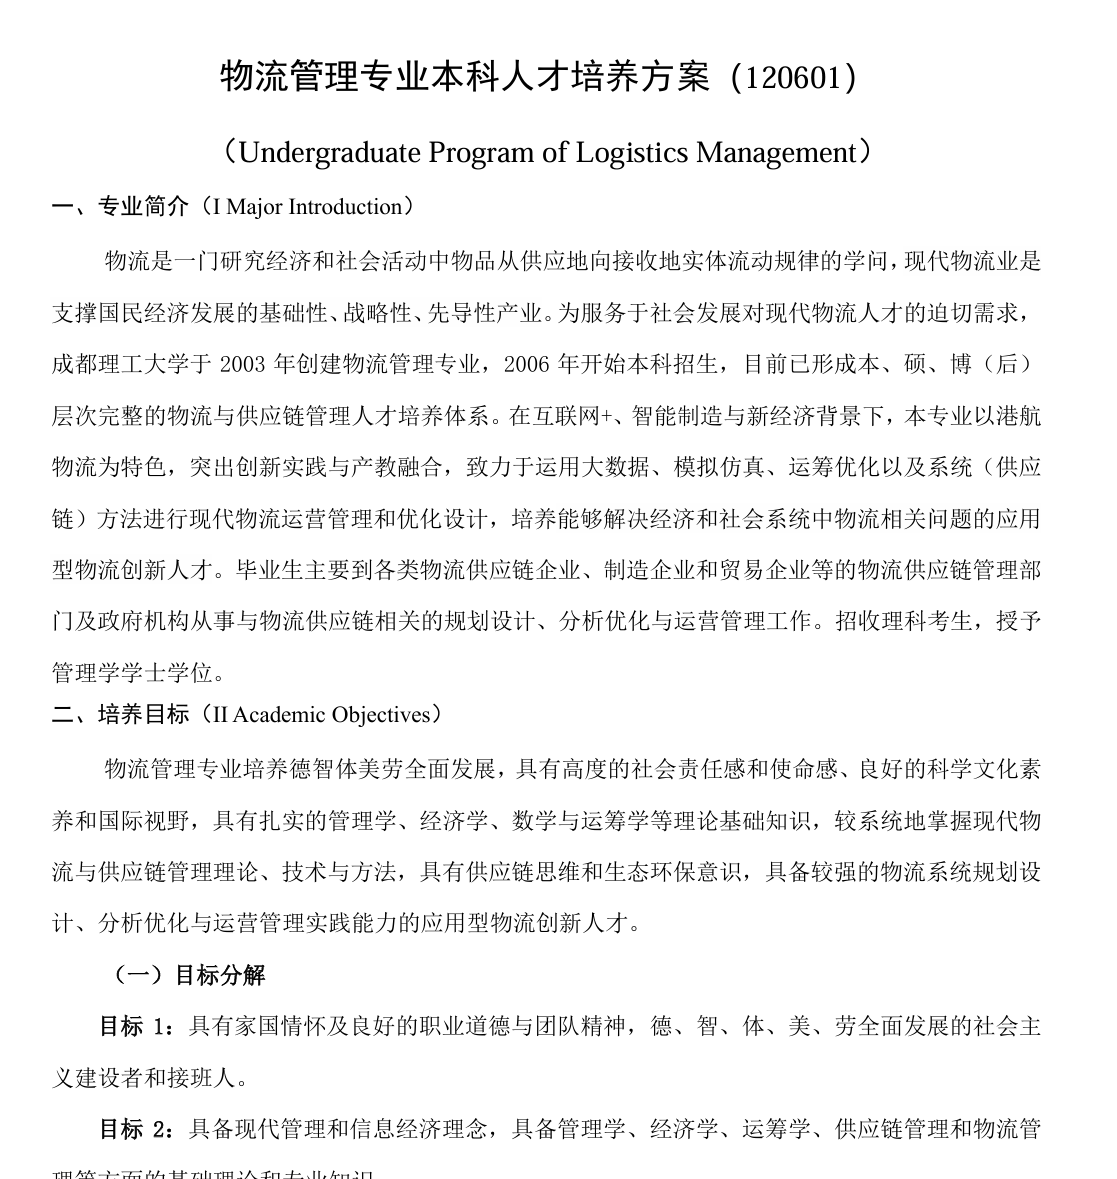 物流管理专业本科人才培养方案（120601）
（Undergraduate Program of Logistics Management）
一、专业简介（I Major Introduction）
物流是一门研究经济和社会活动中物品从供应地向接收地实体流动规律的学问，现代物流业是
支撑国民经济发展的基础性、战略性、先导性产业。为服务于社会发展对现代物流人才的迫切需求，
成都理工大学于 2003 年创建物流管理专业，2006 年开始本科招生，目前已形成本、硕、博（后）
层次完整的物流与供应链管理人才培养体系。在互联网+、智能制造与新经济背景下，本专业以港航
物流为特色，突出创新实践与产教融合，致力于运用大数据、模拟仿真、运筹优化以及系统（供应
链）方法进行现代物流运营管理和优化设计，培养能够解决经济和社会系统中物流相关问题的应用
型物流创新人才。毕业生主要到各类物流供应链企业、制造企业和贸易企业等的物流供应链管理部
门及政府机构从事与物流供应链相关的规划设计、分析优化与运营管理工作。招收理科考生，授予
管理学学士学位。
二、培养目标（II Academic Objectives）
物流管理专业培养德智体美劳全面发展，具有高度的社会责任感和使命感、良好的科学文化素
养和国际视野，具有扎实的管理学、经济学、数学与运筹学等理论基础知识，较系统地掌握现代物
流与供应链管理理论、技术与方法，具有供应链思维和生态环保意识，具备较强的物流系统规划设
计、分析优化与运营管理实践能力的应用型物流创新人才。
（一）目标分解
目标 1：具有家国情怀及良好的职业道德与团队精神，德、智、体、美、劳全面发展的社会主
义建设者和接班人。
目标 2：具备现代管理和信息经济理念，具备管理学、经济学、运筹学、供应链管理和物流管
理等方面的基础理论和专业知识